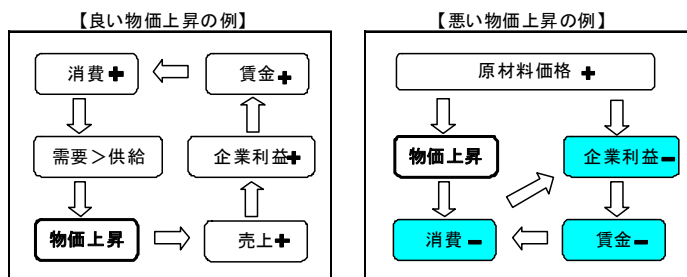 【良い物価上昇の例】
消費＋
賃金＋
需要＞供給
企業利益＋
物価上昇
売上＋
【悪い物価上昇の例】
原材料価格 ＋
物価上昇
企業利益－
消費－
賃金－